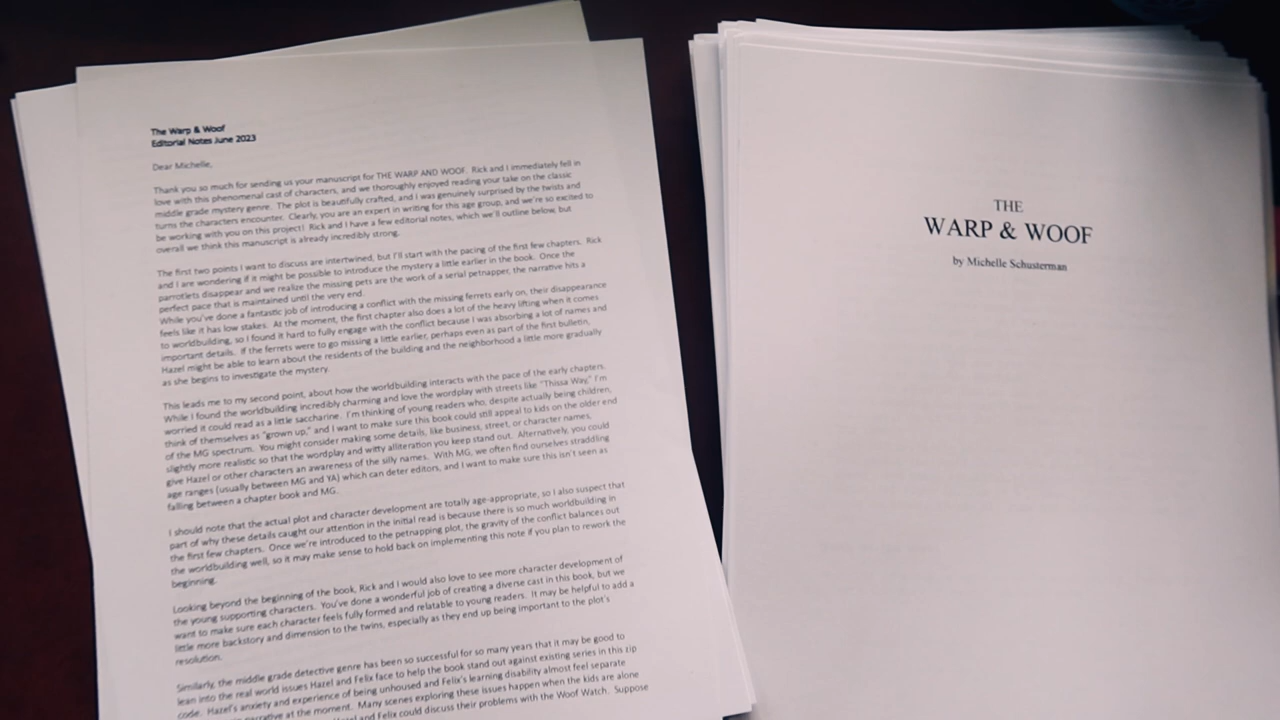 The Warp & Woof
Editorial Notes June 2023
Dear Michelle,
Thank you so much for sending us your manuscript for THE WARP AND WOOF. Rick and I immediately fell in
love with this phenomenal cast of characters, and we thoroughly enjoyed reading your take on the classic
middle grade mystery genre. The plot is beautifully crafted, and I was genuinely surprised by the twists and
turns the characters encounter. Clearly, you are an expert in writing for this age group, and we're so excited to
be working with you on this project! Rick and I have a few editorial notes, which we'll outline below, but
overall we think this manuscript is already incredibly strong.
The first two points I want to discuss are intertwined, but I'll start with the pacing of the first few chapters. Rick
and I are wondering if it might be possible to introduce the mystery a little earlier in the book. Once the
parrotlets disappear and we realize the missing pets are the work of a serial petnapper, the narrative hits a
perfect pace that is maintained until the very end.
While you've done a fantastic job of introducing a conflict with the missing ferrets early on, their disappearance
feels like it has low stakes. At the moment, the first chapter also does a lot of the heavy lifting when it comes
to worldbuilding, so I found it hard to fully engage with the conflict because I was absorbing a lot of names and
important details. If the ferrets were to go missing a little earlier, perhaps even as part of the first bulletin,
Hazel might be able to learn about the residents of the building and the neighborhood a little more gradually
as she begins to investigate the mystery.
This leads me to my second point, about how the worldbuilding interacts with the pace of the early chapters.
While I found the worldbuilding incredibly charming and love the wordplay with streets like "Thissa Way," I'm
worried it could read as a little saccharine. I'm thinking of young readers who, despite actually being children,
think of themselves as "grown up," and I want to make sure this book could still appeal to kids on the older end
of the MG spectrum. You might consider making some details, like business, street, or character names,
slightly more realistic so that the wordplay and witty alliteration you keep stand out. Alternatively, you could
give Hazel or other characters an awareness of the silly names. With MG, we often find ourselves straddling
age ranges (usually between MG and YA) which can deter editors, and I want to make sure this isn't seen as
falling between a chapter book and MG.
I should note that the actual plot and character development are totally age-appropriate, so I also suspect that
part of why these details caught our attention in the initial read is because there is so much worldbuilding in
the first few chapters. Once we're introduced to the petnapping plot, the gravity of the conflict balances out
the worldbuilding well, so it may make sense to hold back on implementing this note if you plan to rework the
beginning.
Looking beyond the beginning of the book, Rick and I would also love to see more character development of
the young supporting characters. You've done a wonderful job of creating a diverse cast in this book, but we
want to make sure each character feels fully formed and relatable to young readers. It may be helpful to add a
little more backstory and dimension to the twins, especially as they end up being important to the plot's
resolution.
Similarly, the middle grade detective genre has been so successful for so many years that it may be good to
lean into the real world issues Hazel and Felix face to help the book stand out against existing series in this zip
code. Hazel's anxiety and experience of being unhoused and Felix's learning disability almost feel separate
narrative at the moment. Many scenes exploring these issues happen when the kids are alone
and Felix could discuss their problems with the Woof Watch. Suppose
THE
WARP & WOOF
by Michelle Schusterman